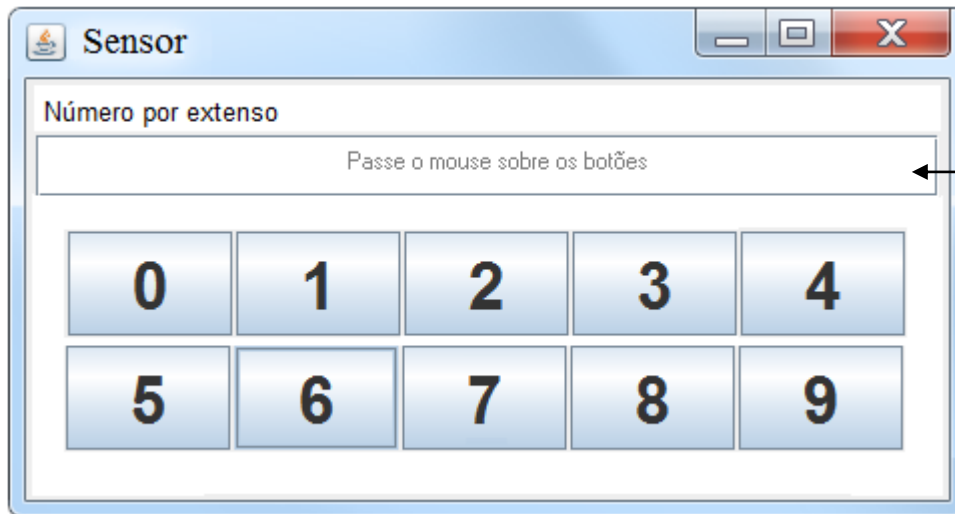 Sensor
Número por extenso
Passe o mouse sobre os botões
0 1 2 3 4
5 6 7 8 9